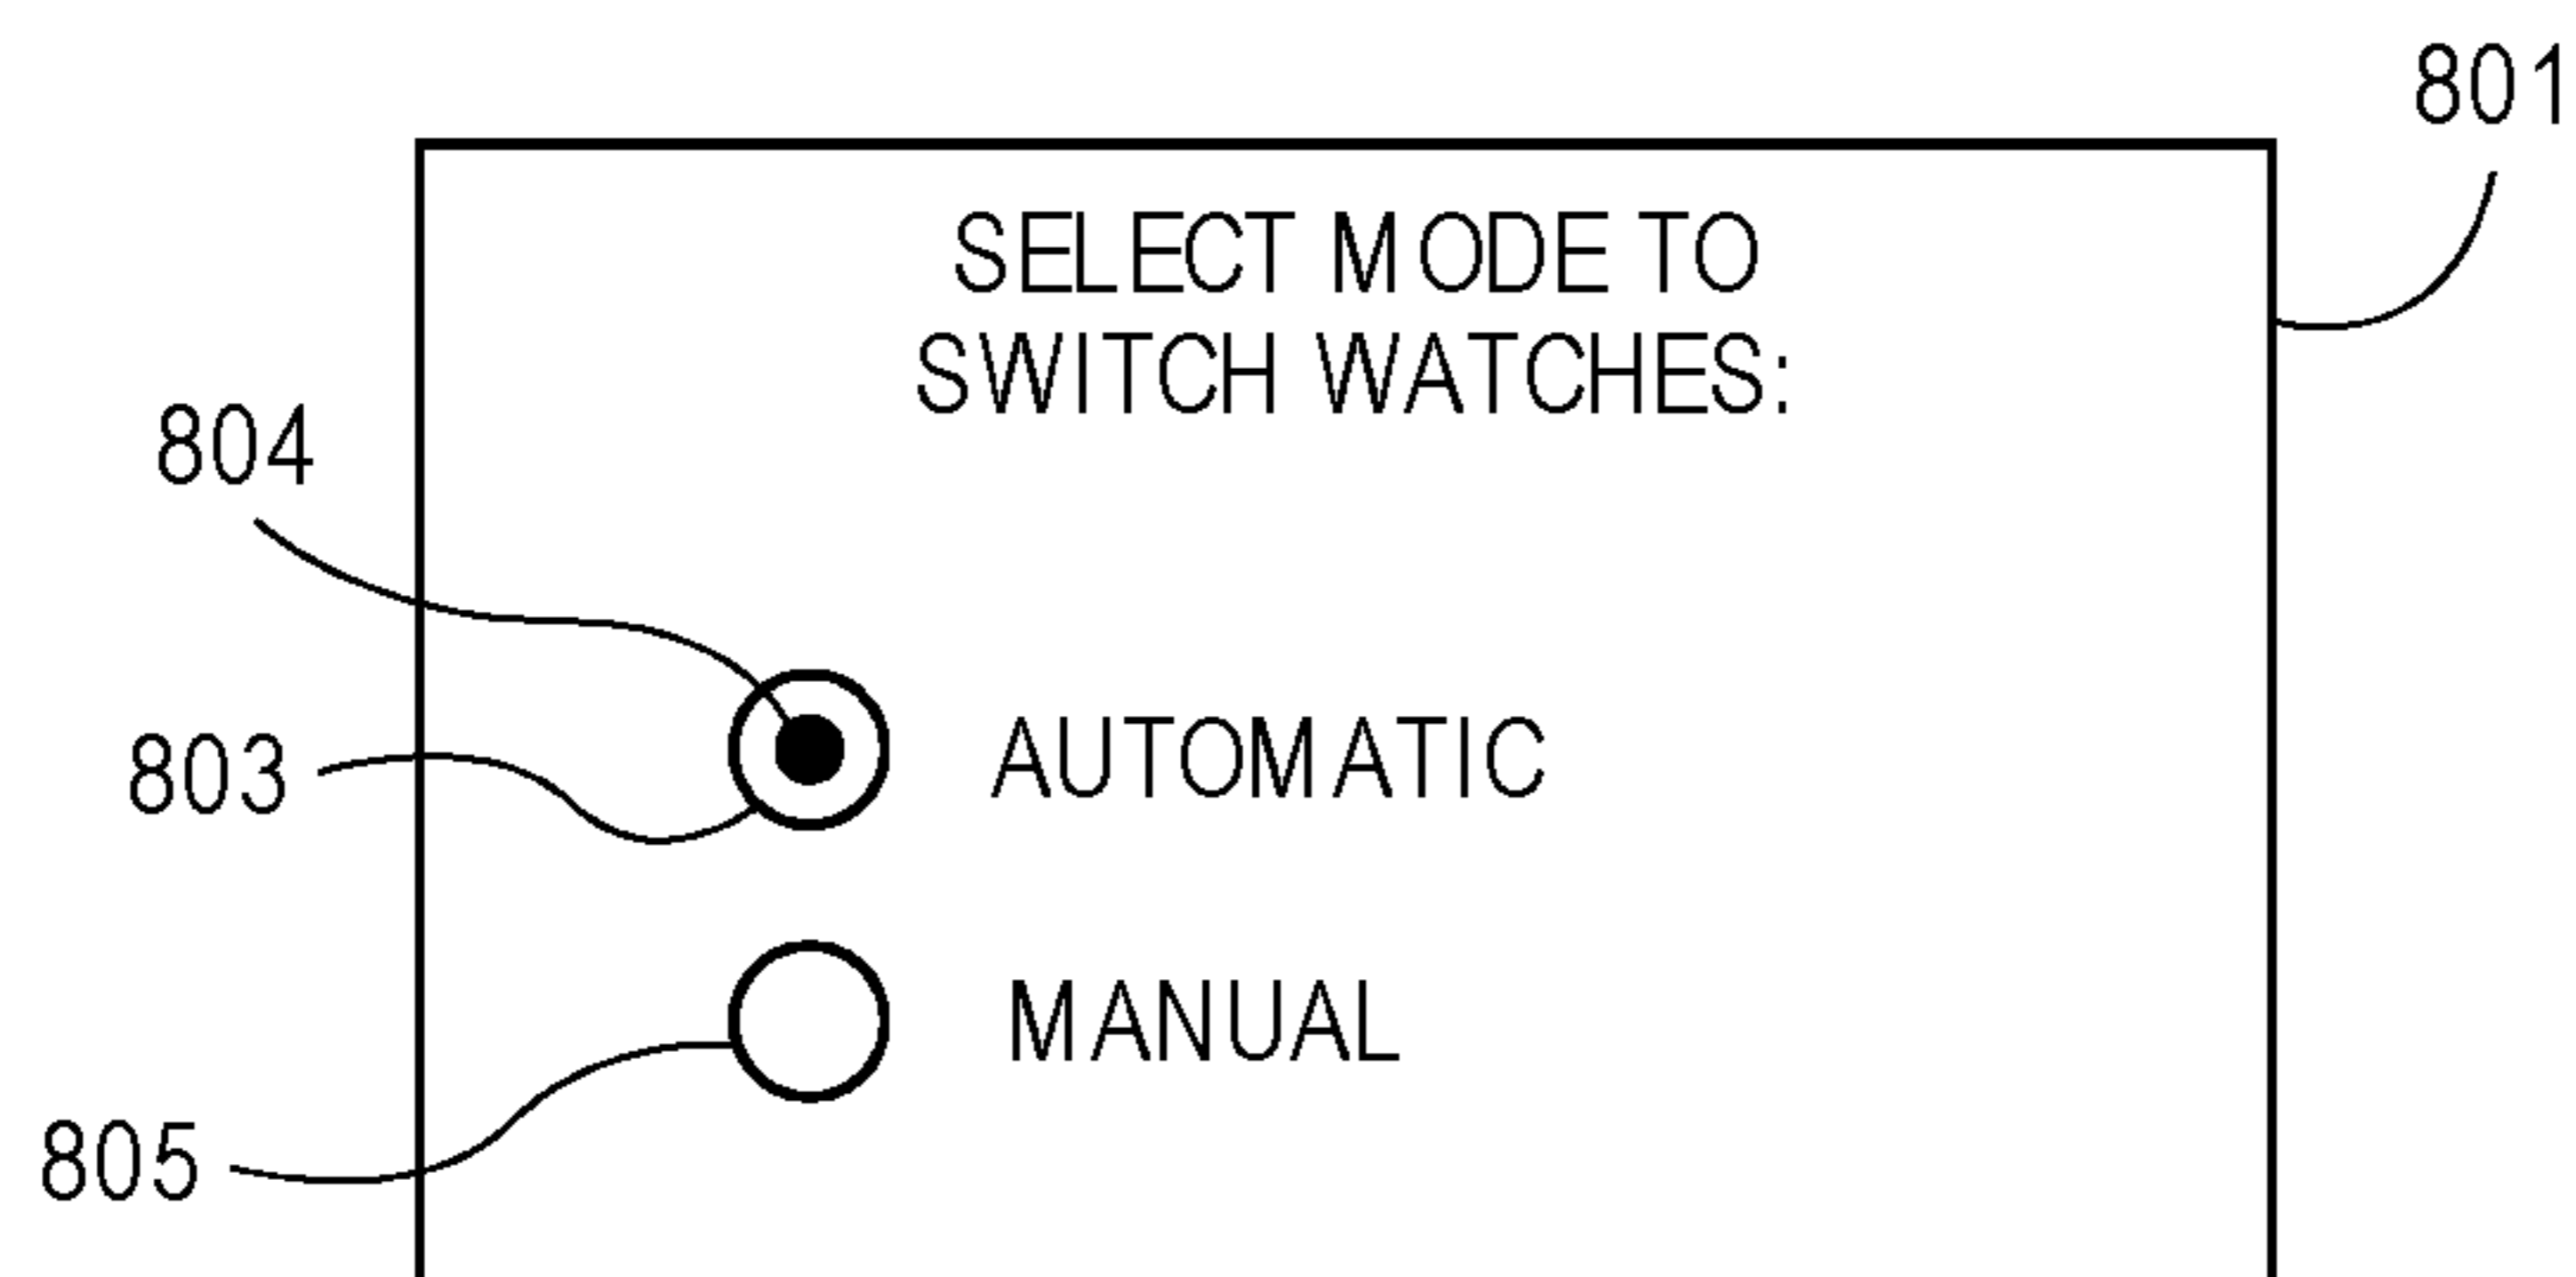 801
SELECT MODE TO
SWITCH WATCHES:
804
AUTOMATIC
803
MANUAL
805